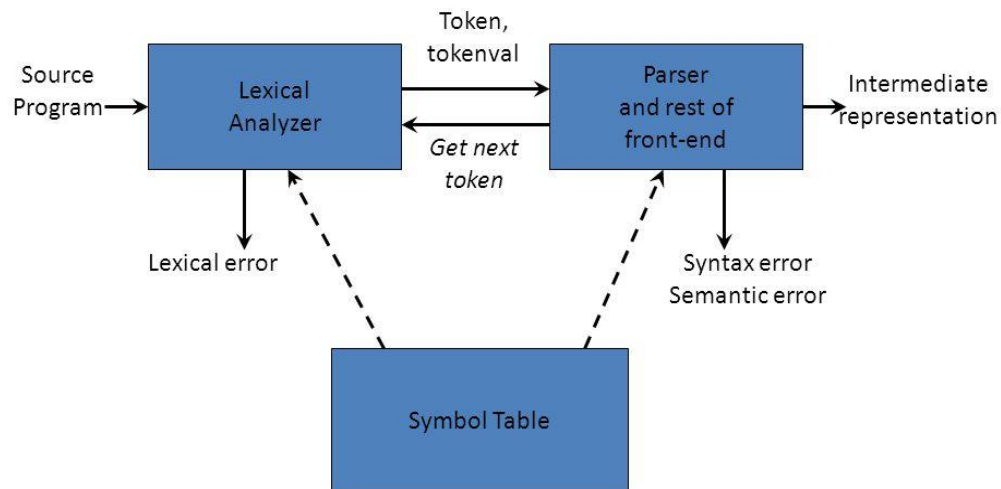 Source
Program
Lexical
Analyzer
Token,
tokenval
Get next
token
Parser
and rest of
front-end
Intermediate
representation
Lexical error
Syntax error
Semantic error
Symbol Table